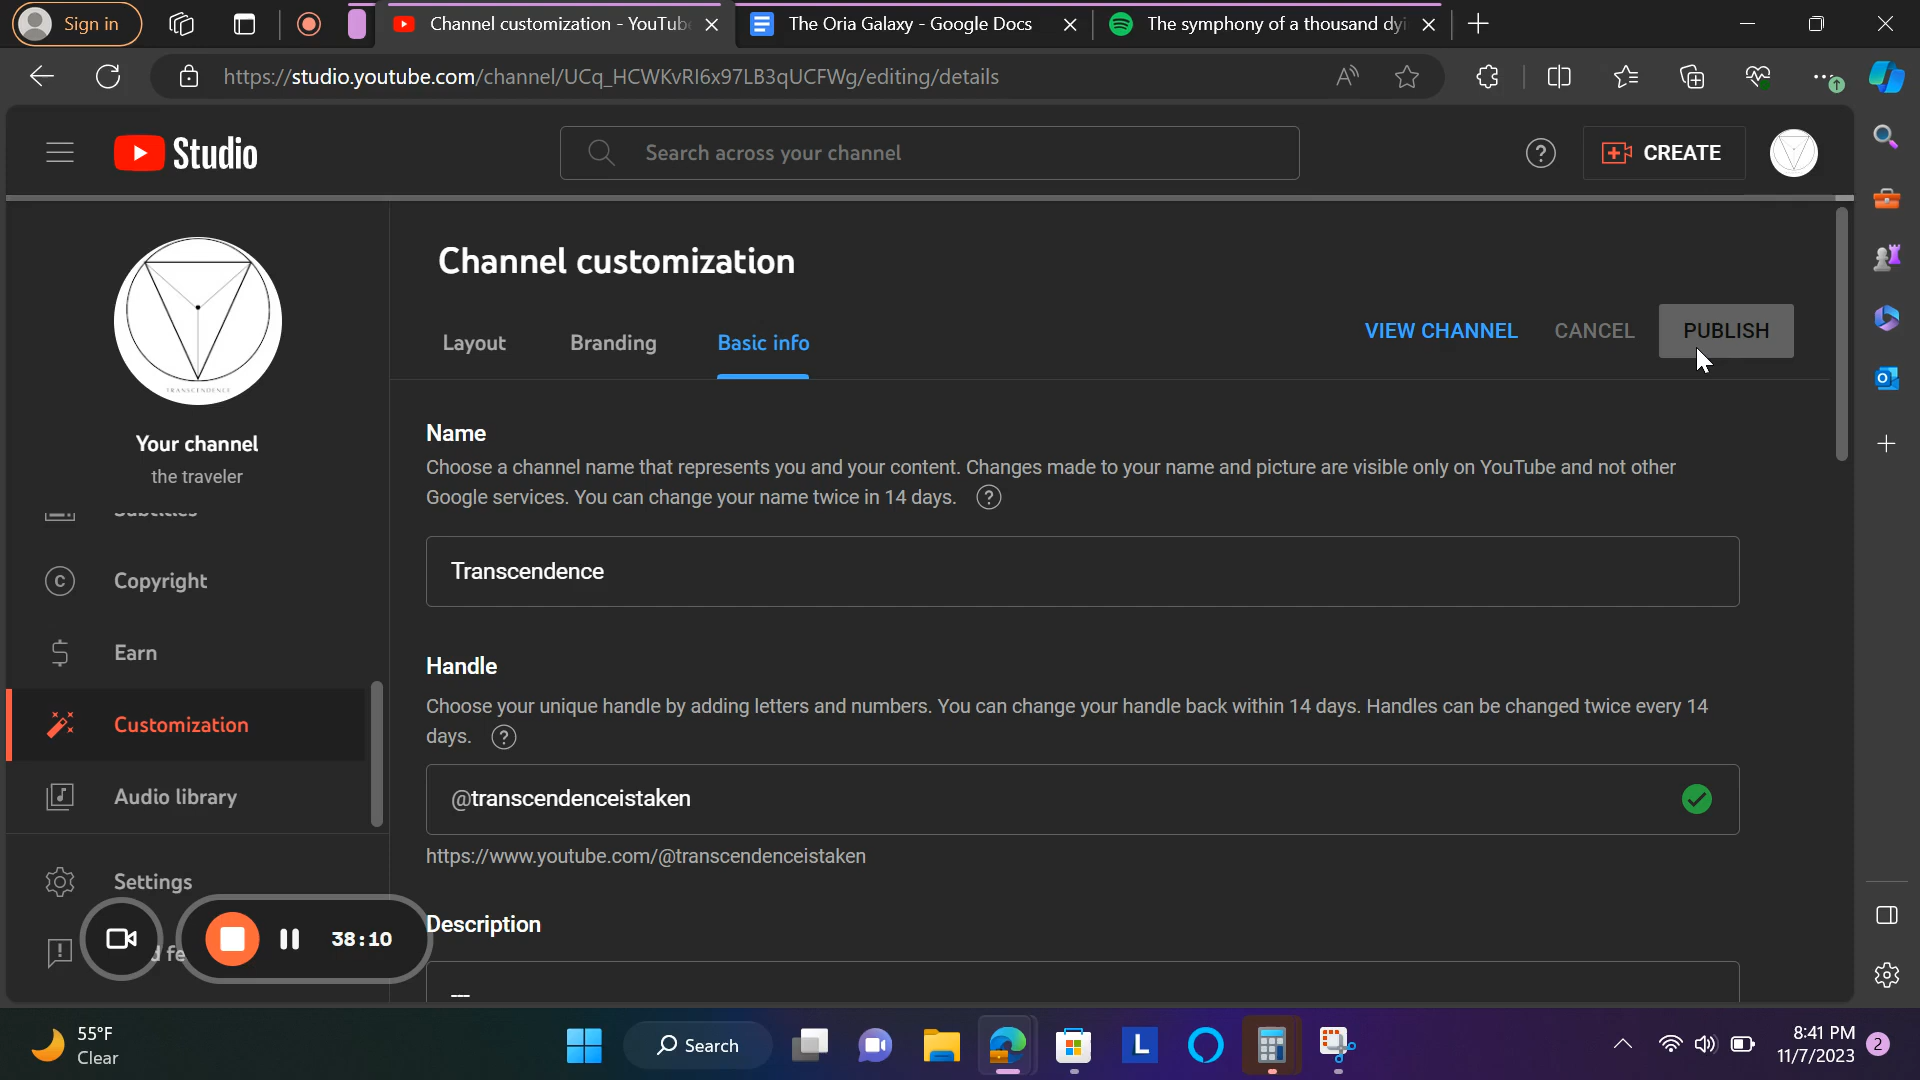 Sign in
Channel customization - YouTub
The Oria Galaxy - Google Docs
The symphony of a thousand dyi
https://studio.youtube.com/channel/UCq_HCWKvRI6x97LB3qUCFWg/editing/details
Studio
Search across your channel
CREATE
TRANSCENDENCE
Your channel
the traveler
Subtitles
Copyright
Earn
Customization
Audio library
Settings
d fe
38:10
Channel customization
Layout
Branding
Basic info
VIEW CHANNEL
CANCEL
PUBLISH
Name
Choose a channel name that represents you and your content. Changes made to your name and picture are visible only on YouTube and not other
Google services. You can change your name twice in 14 days.
Transcendence
Handle
Choose your unique handle by adding letters and numbers. You can change your handle back within 14 days. Handles can be changed twice every 14
days.
@transcendenceistaken
https://www.youtube.com/@transcendenceistaken
Description
---
55°F
Clear
Search
L
8:41 PM
11/7/2023
2